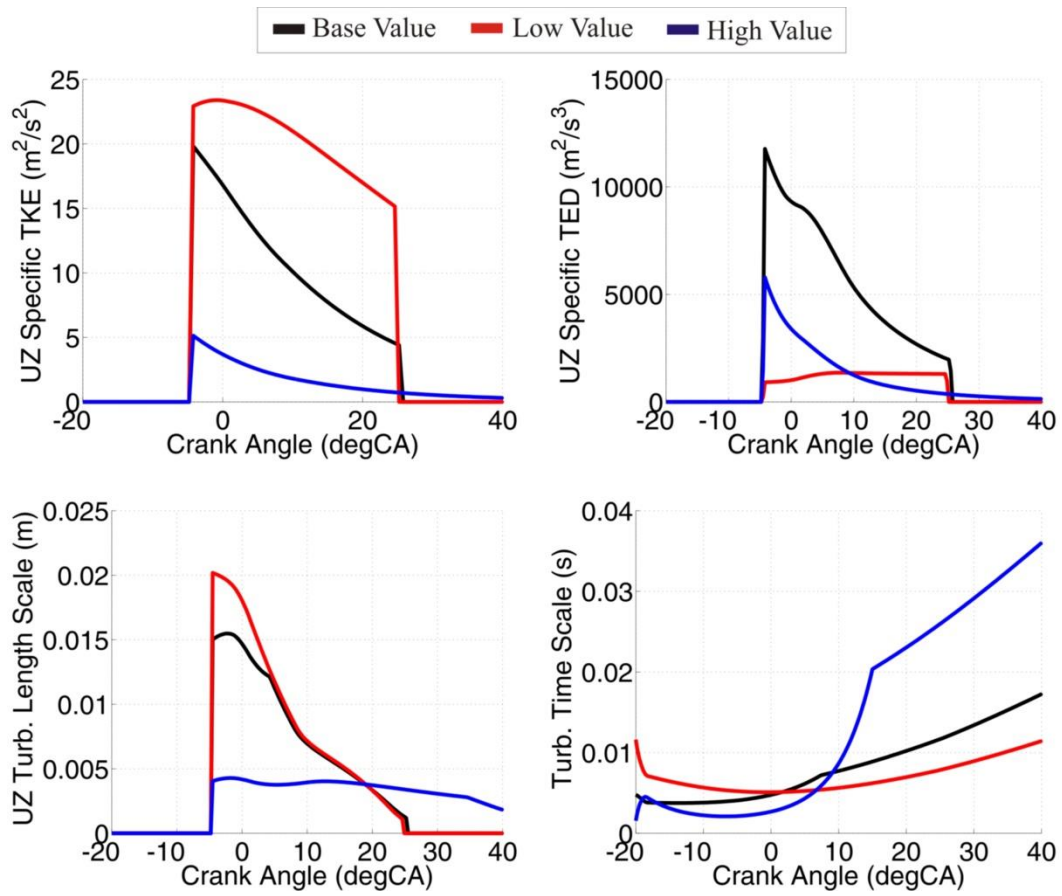 Base Value Low Value High Value
UZ Specific TKE (m²/s²)
25
20
15
10
5
0
-20 0 20 40
Crank Angle (degCA)
UZ Specific TED (m²/s³)
15000
10000
5000
0
-20 -10 0 10 20 30 40
Crank Angle (degCA)
UZ Turb. Length Scale (m)
0.025
0.02
0.015
0.01
0.005
0
-20 -10 0 10 20 30 40
Crank Angle (degCA)
Turb. Time Scale (s)
0.04
0.03
0.02
0.01
0
-20 -10 0 10 20 30 40
Crank Angle (degCA)